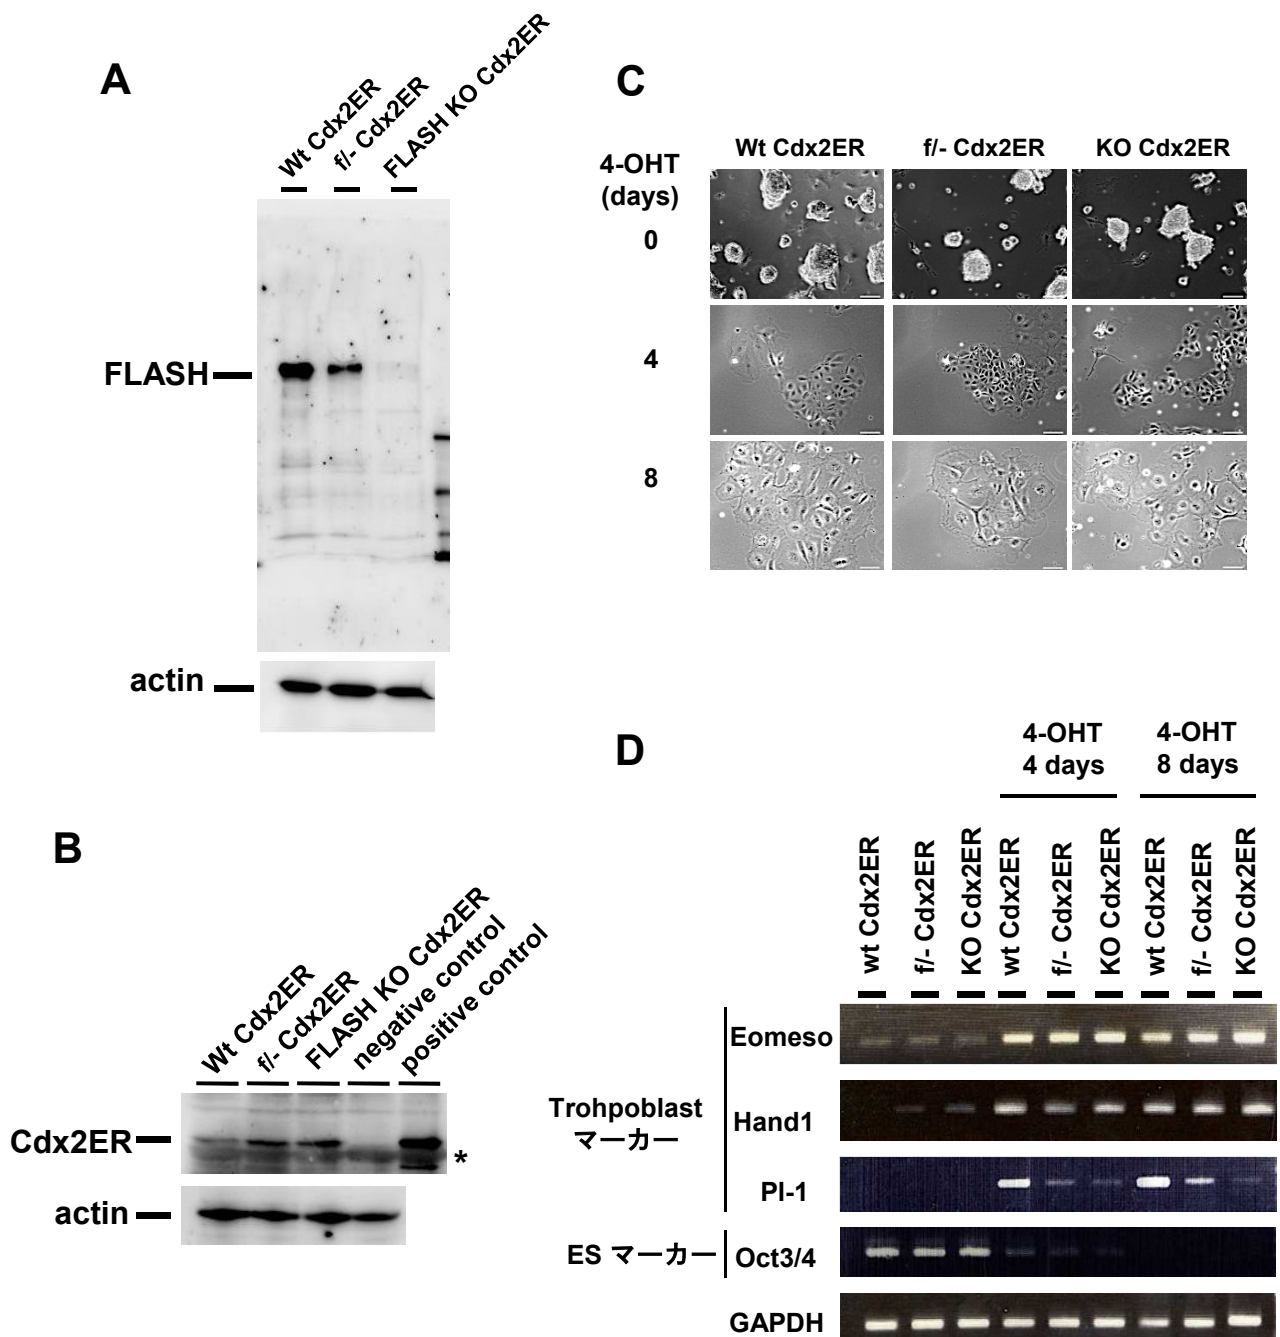 A
Wt Cdx2ER
f/- Cdx2ER
FLASH KO Cdx2ER
FLASH
actin
B
Wt Cdx2ER
f/- Cdx2ER
FLASH KO Cdx2ER
negative control
positive control
Cdx2ER
*
actin
C
4-OHT
(days)
Wt Cdx2ER
f/- Cdx2ER
KO Cdx2ER
0
4
8
D
4-OHT
4 days
4-OHT
8 days
wt Cdx2ER
f/- Cdx2ER
KO Cdx2ER
wt Cdx2ER
f/- Cdx2ER
KO Cdx2ER
wt Cdx2ER
f/- Cdx2ER
KO Cdx2ER
Trohpoblast
マーカー
Eomeso
Hand1
Pl-1
ES マーカー
Oct3/4
GAPDH